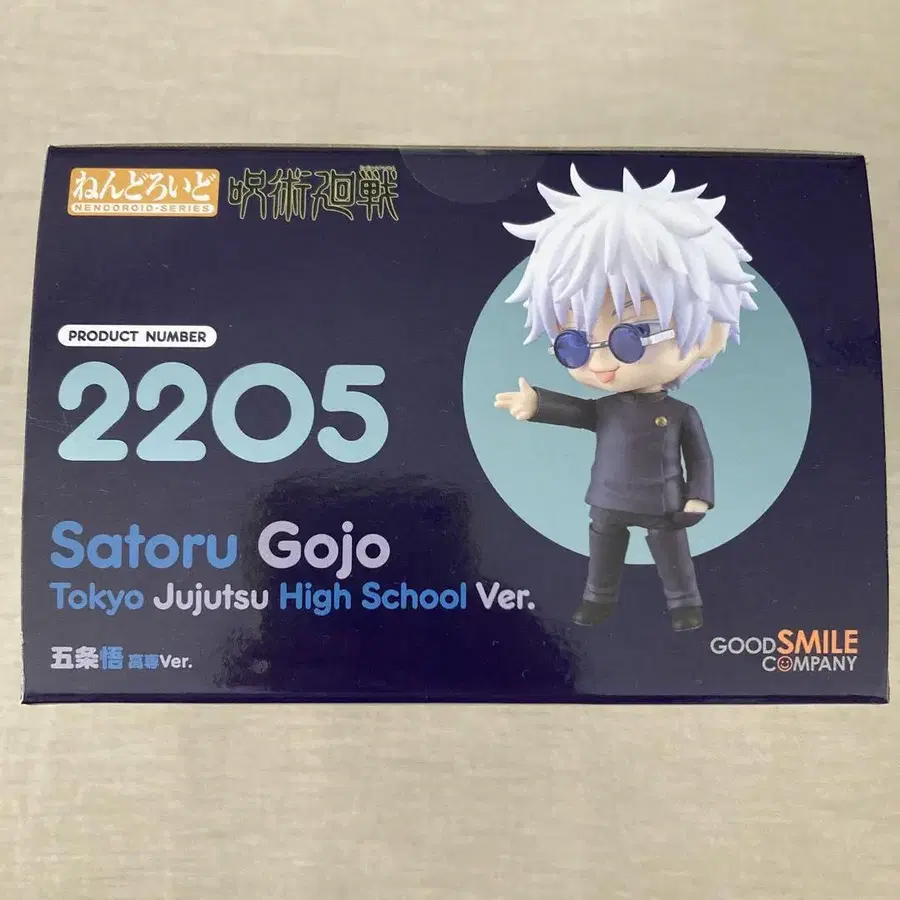 ねんどろいど
NENDOROID-SERIES
呪術廻戦
PRODUCT NUMBER
2205
Satoru Gojo
Tokyo Jujutsu High School Ver.
五条悟 高専Ver.
GOOD SMILE
COMPANY